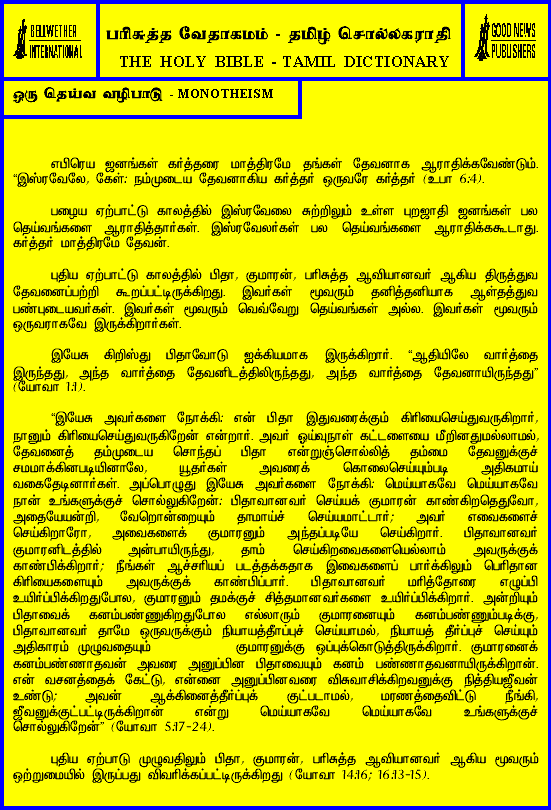 BELLWETHER
INTERNATIONAL
பரிசுத்த வேதாகமம் - தமிழ் சொல்லகராதி
THE HOLY BIBLE - TAMIL DICTIONARY
GOOD NEWS
PUBLISHERS
ஒரு தெய்வ வழிபாடு - MONOTHEISM
எபிரெய ஜனங்கள் கர்த்தரை மாத்திரமே தங்கள் தேவனாக ஆராதிக்கவேண்டும்.
"இஸ்ரவேலே, கேள்: நம்முடைய தேவனாகிய கர்த்தர் ஒருவரே கர்த்தர் (உபா 6:4).
பழைய ஏற்பாட்டு காலத்தில் இஸ்ரவேலை சுற்றிலும் உள்ள புறஜாதி ஜனங்கள் பல
தெய்வங்களை ஆராதித்தார்கள். இஸ்ரவேலர்கள் பல தெய்வங்களை ஆராதிக்ககூடாது.
கர்த்தர் மாத்திரமே தேவன்.
புதிய ஏற்பாட்டு காலத்தில் பிதா, குமாரன், பரிசுத்த ஆவியானவர் ஆகிய திருத்துவ
தேவனைப்பற்றி கூறப்பட்டிருக்கிறது. இவர்கள் மூவரும் தனித்தனியாக ஆள்தத்துவ
பண்புடையவர்கள். இவர்கள் மூவரும் வெவ்வேறு தெய்வங்கள் அல்ல. இவர்கள் மூவரும்
ஒருவராகவே இருக்கிறார்கள்.
இயேசு கிறிஸ்து பிதாவோடு ஐக்கியமாக இருக்கிறார். "ஆதியிலே வார்த்தை
இருந்தது, அந்த வார்த்தை தேவனிடத்திலிருந்தது, அந்த வார்த்தை தேவனாயிருந்தது"
(யோவா 1:1).
"இயேசு அவர்களை நோக்கி: என் பிதா இதுவரைக்கும் கிரியைசெய்துவருகிறார்,
நானும் கிரியைசெய்துவருகிறேன் என்றார். அவர் ஓய்வுநாள் கட்டளையை மீறினதுமல்லாமல்,
தேவனைத் தம்முடைய சொந்தப் பிதா என்றுஞ்சொல்லித் தம்மை தேவனுக்குச்
சமமாக்கினபடியினாலே, யூதர்கள் அவரைக் கொலைசெய்யும்படி அதிகமாய்
வகைதேடினார்கள். அப்பொழுது இயேசு அவர்களை நோக்கி: மெய்யாகவே மெய்யாகவே
நான் உங்களுக்குச் சொல்லுகிறேன்: பிதாவானவர் செய்யக் குமாரன் காண்கிறதெதுவோ,
அதையேயன்றி, வேறொன்றையும் தாமாய்ச் செய்யமாட்டார்; அவர் எவைகளைச்
செய்கிறாரோ, அவைகளைக் குமாரனும் அந்தப்படியே செய்கிறார். பிதாவானவர்
குமாரனிடத்தில் அன்பாயிருந்து, தாம் செய்கிறவைகளையெல்லாம் அவருக்குக்
காண்பிக்கிறார்; நீங்கள் ஆச்சரியப் படத்தக்கதாக இவைகளைப் பார்க்கிலும் பெரிதான
கிரியைகளையும் அவருக்குக் காண்பிப்பார். பிதாவானவர் மரித்தோரை எழுப்பி
உயிர்ப்பிக்கிறதுபோல, குமாரனும் தமக்குச் சித்தமானவர்களை உயிர்ப்பிக்கிறார். அன்றியும்
பிதாவைக் கனம்பண்ணுகிறதுபோல எல்லாரும் குமாரனையும் கனம்பண்ணும்படிக்கு,
பிதாவானவர் தாமே ஒருவருக்கும் நியாயத்தீர்ப்புச் செய்யாமல், நியாயத் தீர்ப்புச் செய்யும்
அதிகாரம் முழுவதையும் குமாரனுக்கு ஒப்புக்கொடுத்திருக்கிறார். குமாரனைக்
கனம்பண்ணாதவன் அவரை அனுப்பின பிதாவையும் கனம் பண்ணாதவனாயிருக்கிறான்.
என் வசனத்தைக் கேட்டு, என்னை அனுப்பினவரை விசுவாசிக்கிறவனுக்கு நித்தியஜீவன்
உண்டு; அவன் ஆக்கினைத்தீர்ப்புக் குட்படாமல், மரணத்தைவிட்டு நீங்கி,
ஜீவனுக்குட்பட்டிருக்கிறான் என்று மெய்யாகவே மெய்யாகவே உங்களுக்குச்
சொல்லுகிறேன்" (யோவா 5:17-24).
புதிய ஏற்பாடு முழுவதிலும் பிதா, குமாரன், பரிசுத்த ஆவியானவர் ஆகிய மூவரும்
ஒற்றுமையில் இருப்பது விவரிக்கப்பட்டிருக்கிறது (யோவா 14:16; 16:13-15).